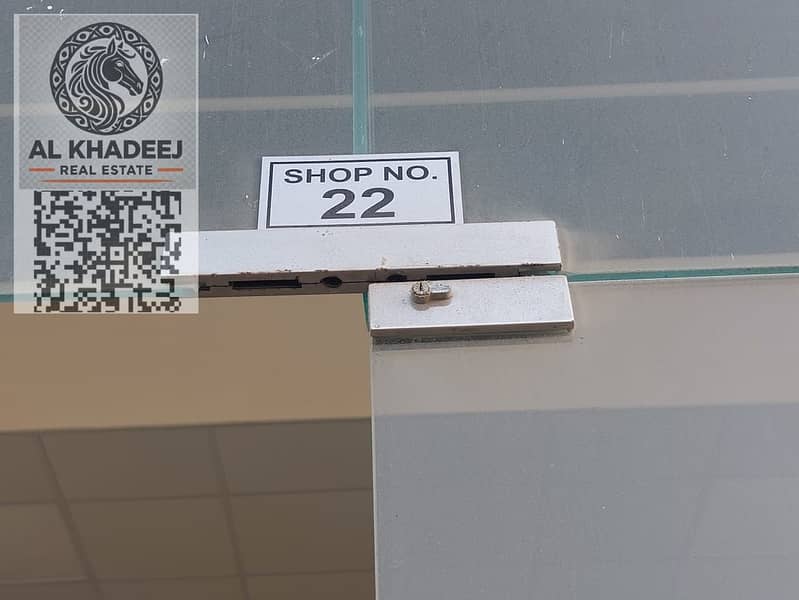 AL KHADEEJ
REAL ESTATE
SHOP NO.
22